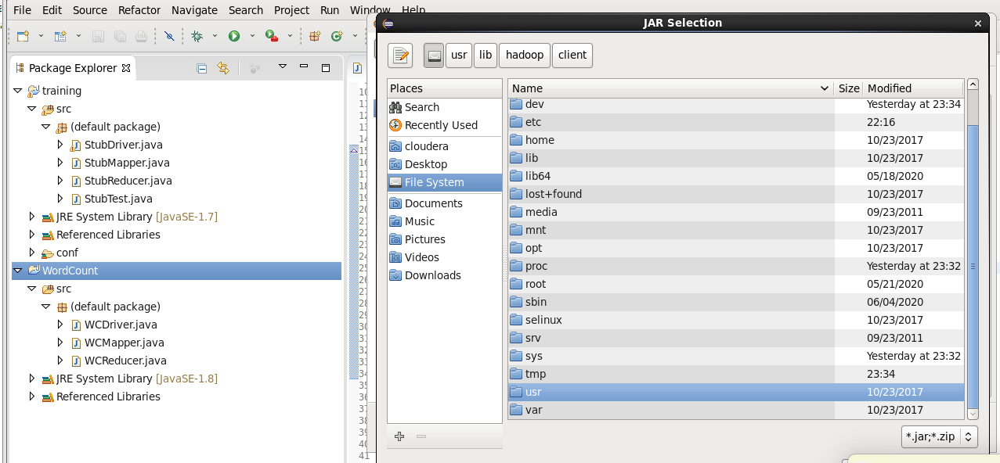 File Edit Source Refactor Navigate Search Project Run Window Help
JAR Selection
usr lib hadoop client
Package Explorer
training
src
(default package)
StubDriver.java
StubMapper.java
StubReducer.java
StubTest.java
JRE System Library [JavaSE-1.7]
Referenced Libraries
conf
WordCount
src
(default package)
WCDriver.java
WCMapper.java
WCReducer.java
JRE System Library [JavaSE-1.8]
Referenced Libraries
Places
Search
Recently Used
cloudera
Desktop
File System
Documents
Music
Pictures
Videos
Downloads
Name Size Modified
dev Yesterday at 23:34
etc 22:16
home 10/23/2017
lib 10/23/2017
lib64 05/18/2020
lost+found 10/23/2017
media 09/23/2011
mnt 10/23/2017
opt 10/23/2017
proc Yesterday at 23:32
root 05/21/2020
sbin 06/04/2020
selinux 10/23/2017
srv 09/23/2011
sys Yesterday at 23:32
tmp 23:34
usr 10/23/2017
var 10/23/2017
*.jar;*.zip